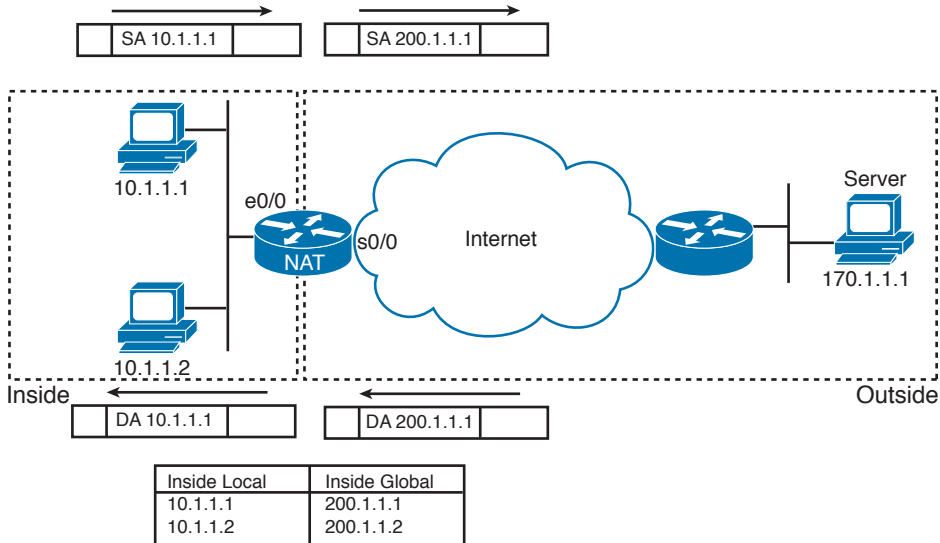 SA 10.1.1.1
SA 200.1.1.1
10.1.1.1
e0/0
Server
s0/0
Internet
NAT
170.1.1.1
10.1.1.2
Inside
Outside
DA 10.1.1.1
DA 200.1.1.1
Inside Local Inside Global
10.1.1.1 200.1.1.1
10.1.1.2 200.1.1.2